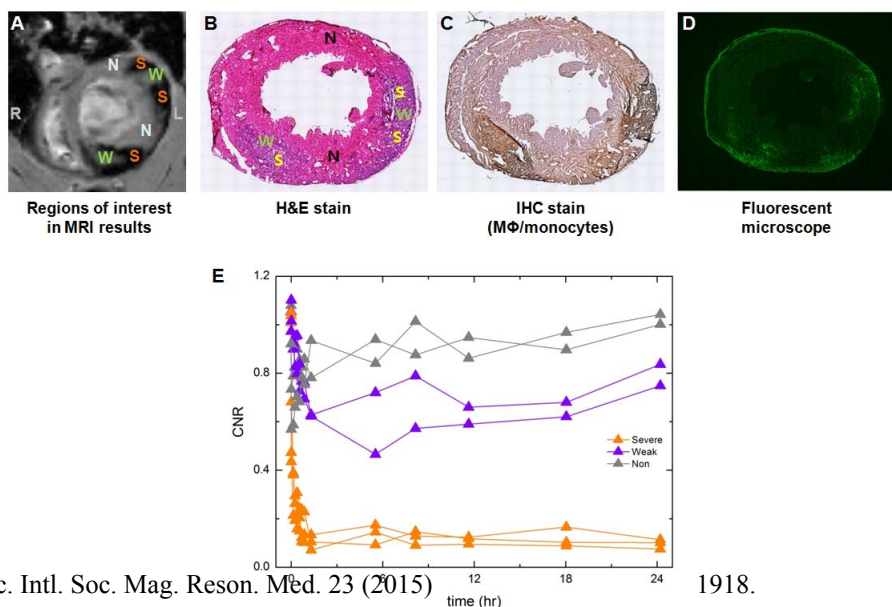 A
B
C
D
N
S
W
S
R
L
N
W
S
N
S
W
S
W
S
N
Regions of interest
in MRI results
H&E stain
IHC stain
(MΦ/monocytes)
Fluorescent
microscope
E
1.2
0.8
0.4
0.0
CNR
Severe
Weak
Non
0
6
12
18
24
time (hr)
c. Intl. Soc. Mag. Reson. Med. 23 (2015)
1918.